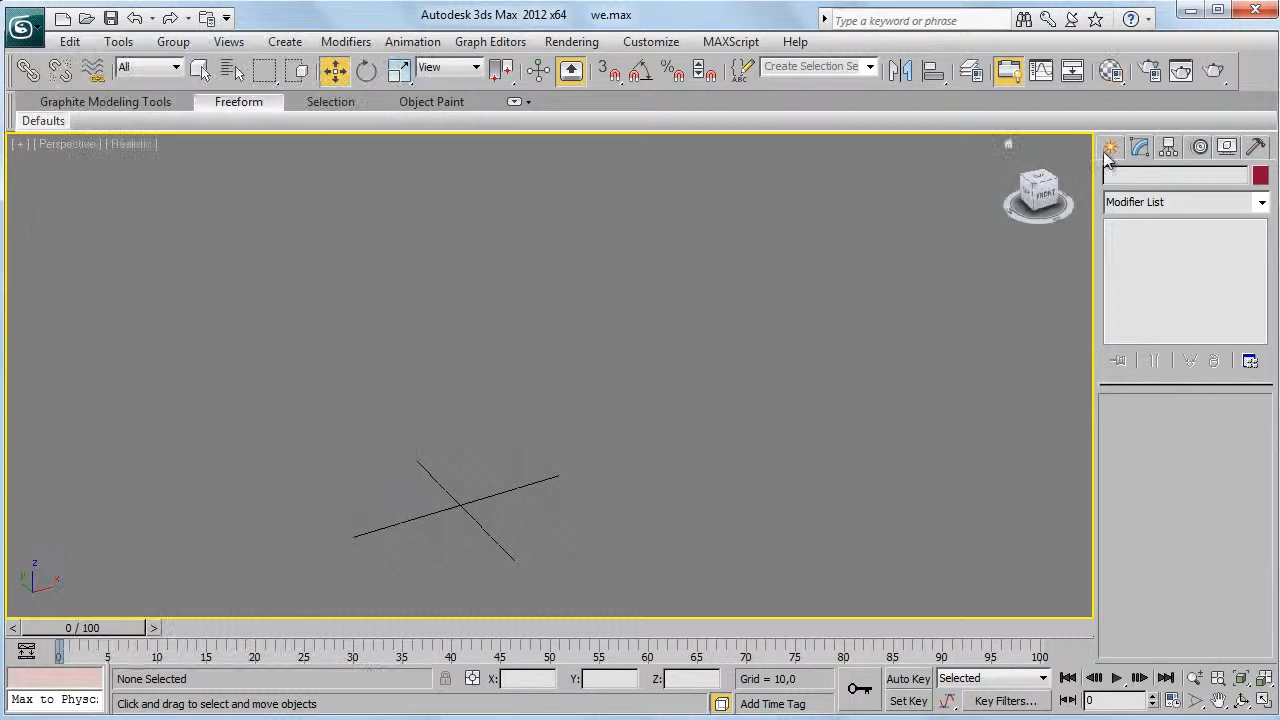 Autodesk 3ds Max 2012 x64 we.max
Type a keyword or phrase
Edit Tools Group Views Create Modifiers Animation Graph Editors Rendering Customize MAXScript Help
All View 3 ABC Create Selection Se
Graphite Modeling Tools Freeform Selection Object Paint
Defaults
[ + ] [ Perspective ] [ Realistic ]
FRONT
Modifier List
z
y x
< 0 / 100 >
0 5 10 15 20 25 30 35 40 45 50 55 60 65 70 75 80 85 90 95 100
None Selected X: Y: Z: Grid = 10,0 Auto Key Selected
Max to Physc Click and drag to select and move objects Add Time Tag Set Key Key Filters... 0